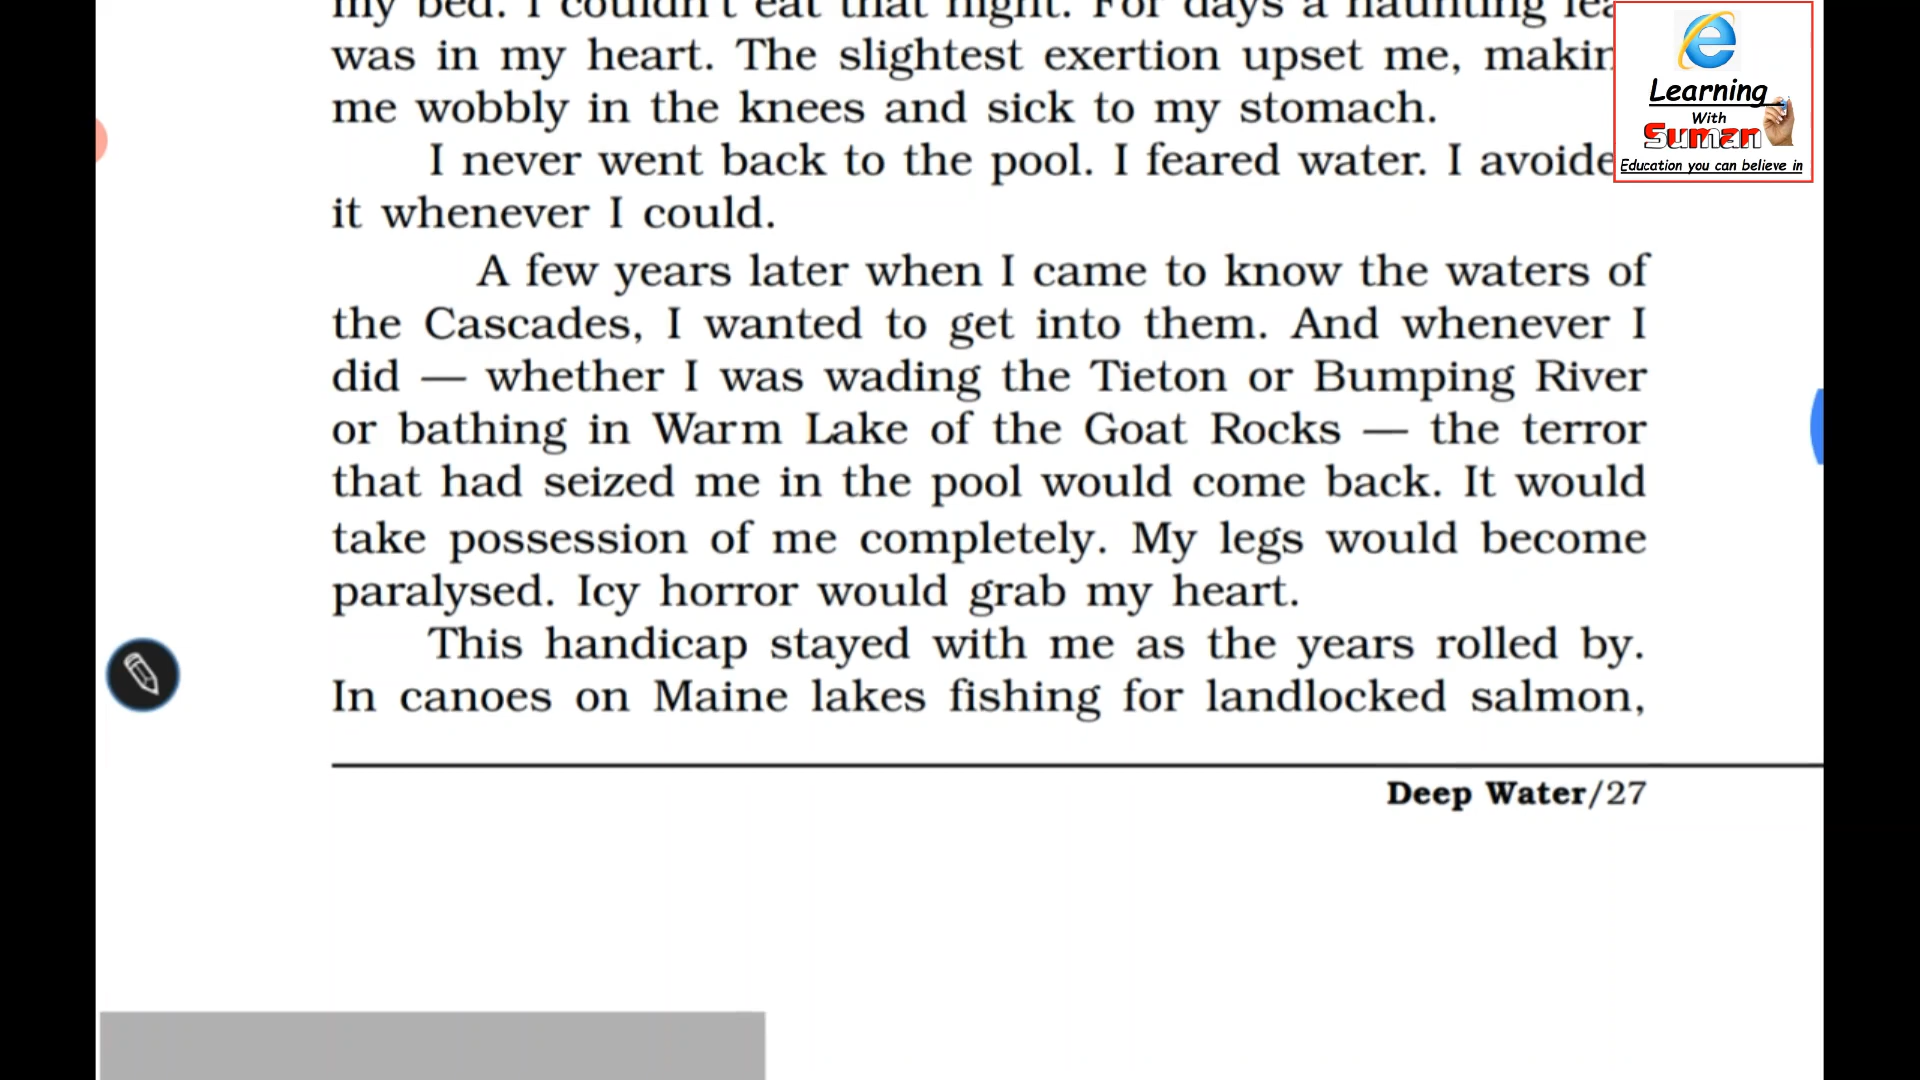 my bed. I couldn't eat that night. For days a haunting
was in my heart. The slightest exertion upset me,
me wobbly in the knees and sick to my stomach.
I never went back to the pool. I feared water. I
it whenever I could.
A few years later when I came to know the waters of
the Cascades, I wanted to get into them. And whenever I
did — whether I was wading the Tieton or Bumping River
or bathing in Warm Lake of the Goat Rocks — the terror
that had seized me in the pool would come back. It would
take possession of me completely. My legs would become
paralysed. Icy horror would grab my heart.
This handicap stayed with me as the years rolled by.
In canoes on Maine lakes fishing for landlocked salmon,
Deep Water/27
Learning
With
Suman
Education you can believe in